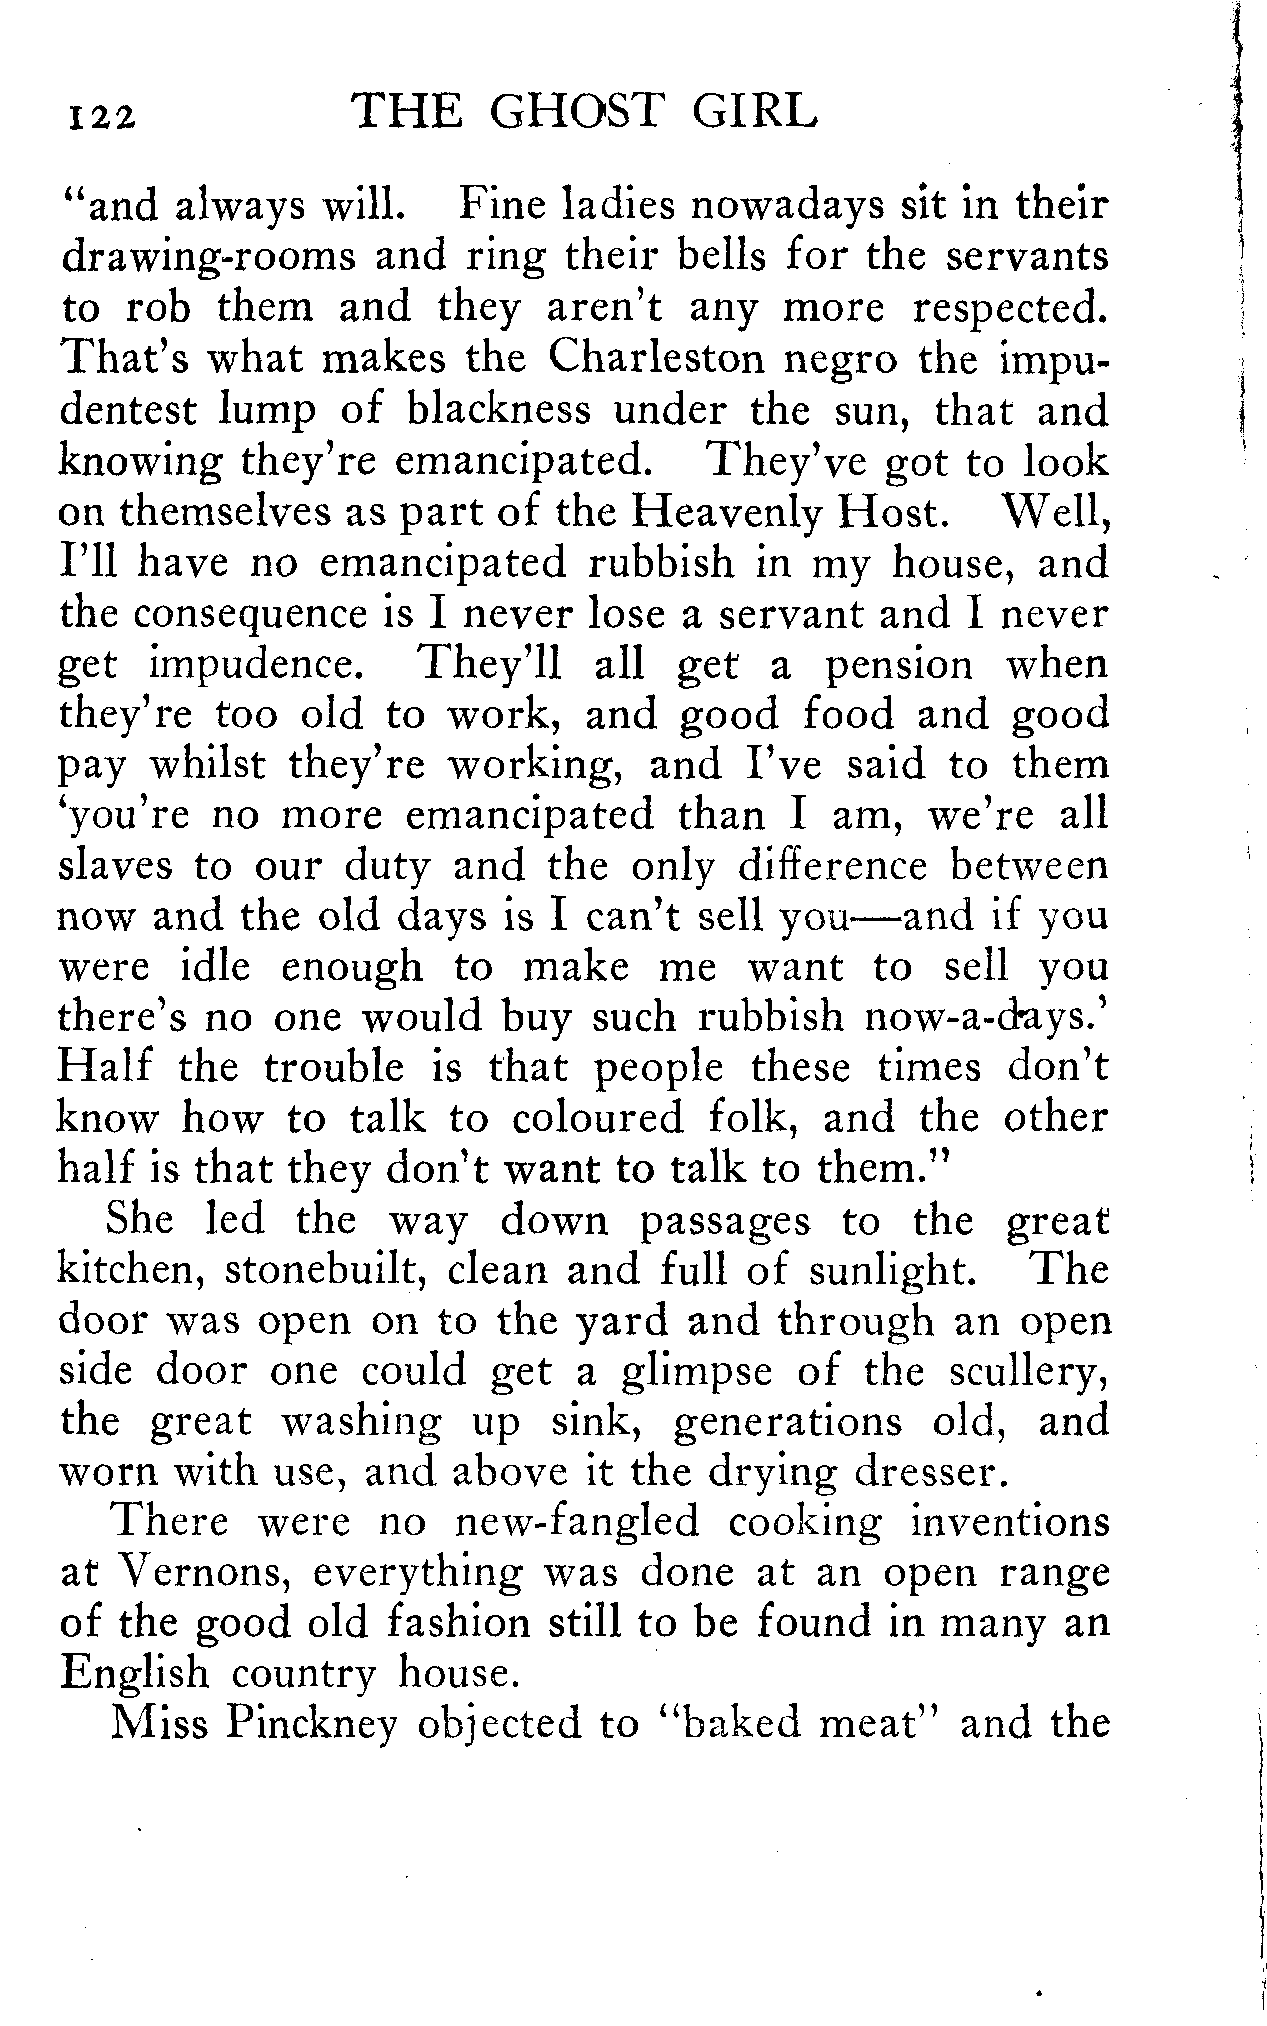 122 THE GHOST GIRL
"and always will. Fine ladies nowadays sit in their
drawing-rooms and ring their bells for the servants
to rob them and they aren't any more respected.
That's what makes the Charleston negro the impu-
dentest lump of blackness under the sun, that and
knowing they're emancipated. They've got to look
on themselves as part of the Heavenly Host. Well,
I'll have no emancipated rubbish in my house, and
the consequence is I never lose a servant and I never
get impudence. They'll all get a pension when
they're too old to work, and good food and good
pay whilst they're working, and I've said to them
'you're no more emancipated than I am, we're all
slaves to our duty and the only difference between
now and the old days is I can't sell you—and if you
were idle enough to make me want to sell you
there's no one would buy such rubbish now-a-days.'
Half the trouble is that people these times don't
know how to talk to coloured folk, and the other
half is that they don't want to talk to them."
She led the way down passages to the great
kitchen, stonebuilt, clean and full of sunlight. The
door was open on to the yard and through an open
side door one could get a glimpse of the scullery,
the great washing up sink, generations old, and
worn with use, and above it the drying dresser.
There were no new-fangled cooking inventions
at Vernons, everything was done at an open range
of the good old fashion still to be found in many an
English country house.
Miss Pinckney objected to "baked meat" and the